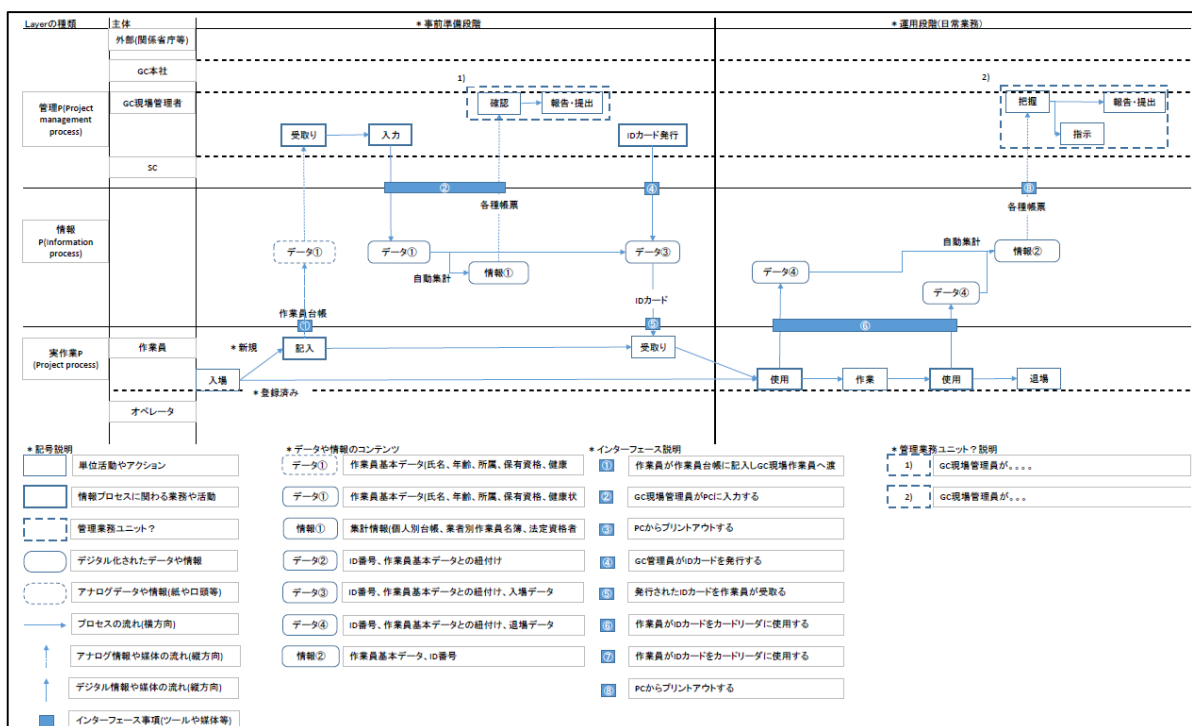 Layerの種類
主体
＊事前準備段階
＊運用段階(日常業務)
外部(関係省庁等)
GC本社
管理P(Project
management
process)
GC現場管理者
1)
確認
報告・提出
2)
把握
報告・提出
指示
受取り
入力
IDカード発行
SC
②
④
⑧
各種帳票
各種帳票
情報
P(Information
process)
データ①
データ①
データ③
自動集計
情報①
自動集計
情報②
データ④
データ④
IDカード
作業員台帳
①
⑤
⑥
実作業P
(Project process)
作業員
＊新規
記入
受取り
入場
使用
作業
使用
退場
＊登録済み
オペレータ
＊記号説明
単位活動やアクション
情報プロセスに関わる業務や活動
管理業務ユニット？
デジタル化されたデータや情報
アナログデータや情報(紙や口頭等)
プロセスの流れ(横方向)
アナログ情報や媒体の流れ(縦方向)
デジタル情報や媒体の流れ(縦方向)
インターフェース事項(ツールや媒体等)
＊データや情報のコンテンツ
データ① 作業員基本データ(氏名、年齢、所属、保有資格、健康
データ① 作業員基本データ(氏名、年齢、所属、保有資格、健康状
情報① 集計情報(個人別台帳、業者別作業員名簿、法定資格者
データ② ID番号、作業員基本データとの紐付け
データ③ ID番号、作業員基本データとの紐付け、入場データ
データ④ ID番号、作業員基本データとの紐付け、退場データ
情報② 作業員基本データ、ID番号
＊インターフェース説明
① 作業員が作業員台帳に記入しGC現場作業員へ渡
② GC現場管理員がPCに入力する
③ PCからプリントアウトする
④ GC管理員がIDカードを発行する
⑤ 発行されたIDカードを作業員が受取る
⑥ 作業員がIDカードをカードリーダに使用する
⑦ 作業員がIDカードをカードリーダに使用する
⑧ PCからプリントアウトする
＊管理業務ユニット？説明
1) GC現場管理員が。。。。
2) GC現場管理員が。。。